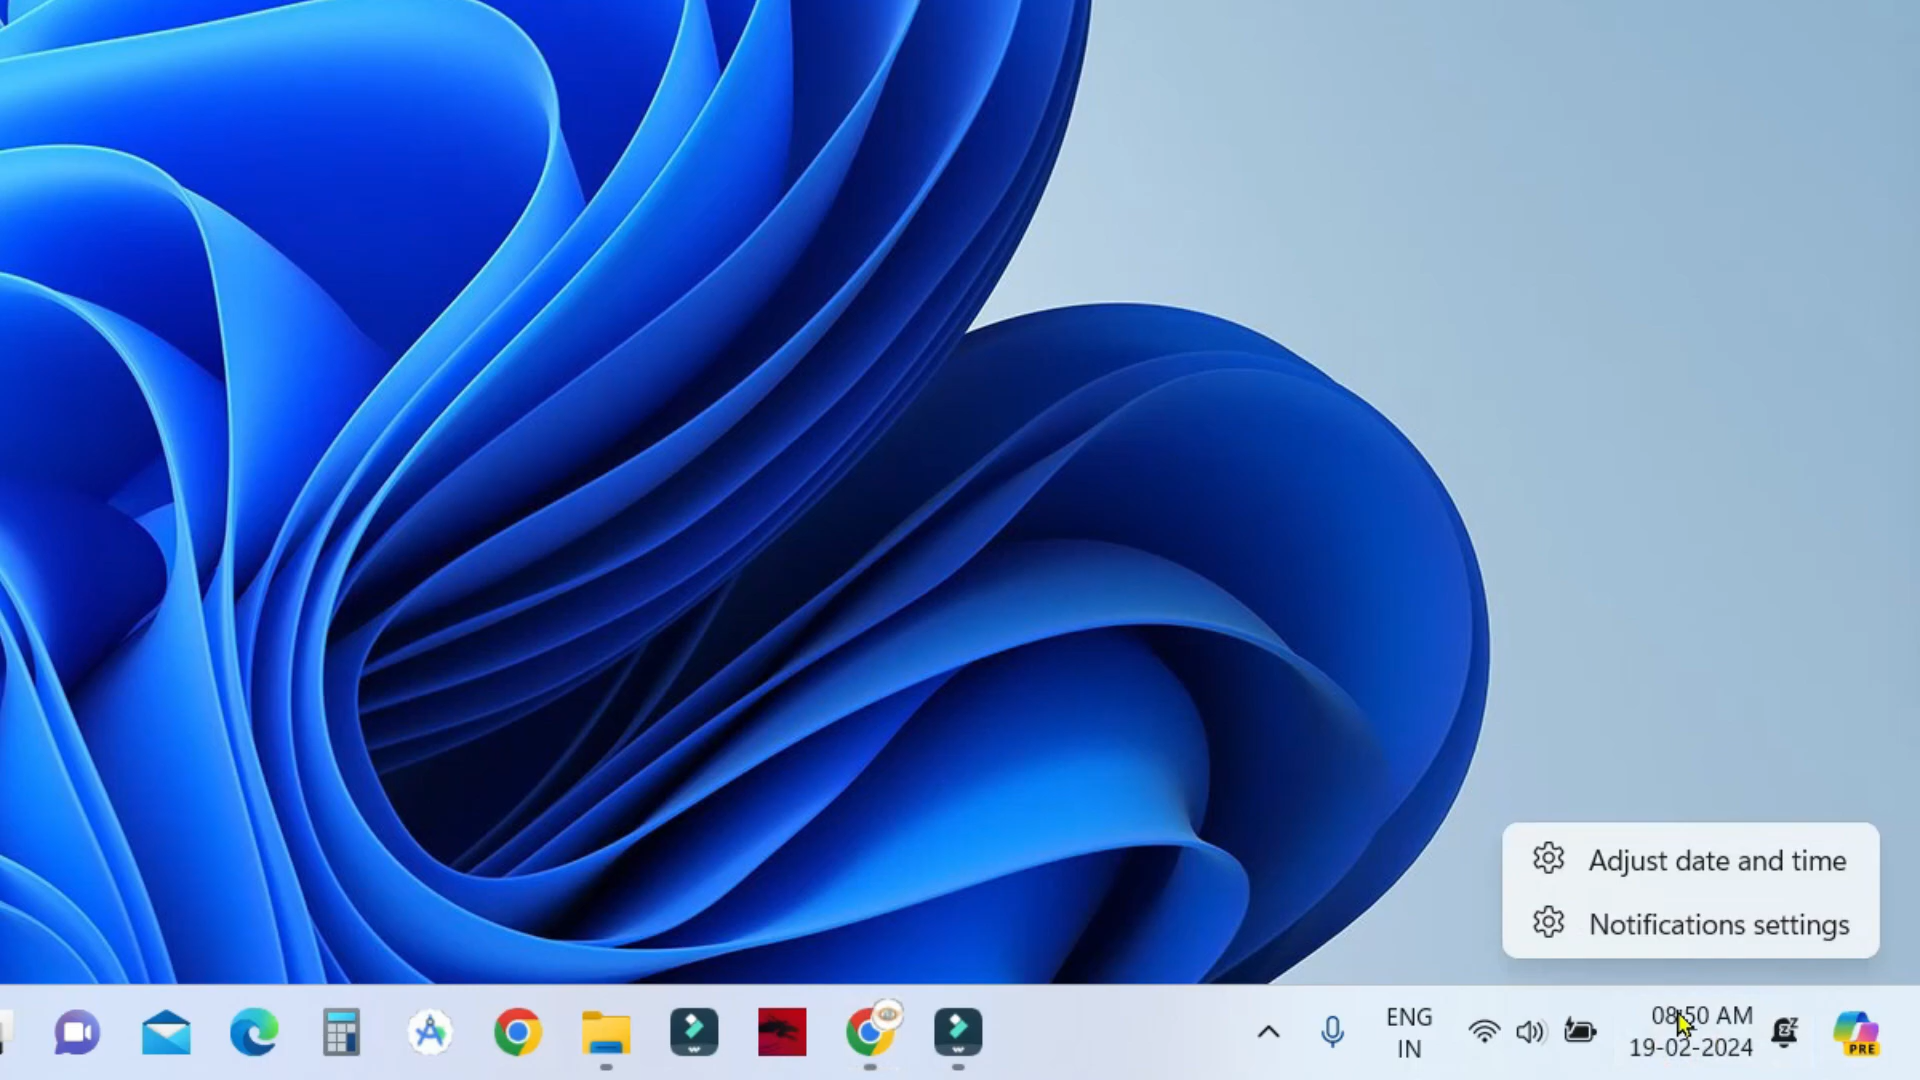 Adjust date and time
Notifications settings
ENG
IN
08:50 AM
19-02-2024
PRE